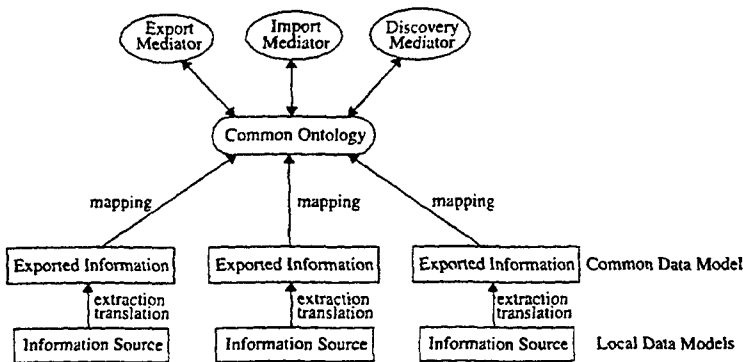 Export
Mediator
Import
Mediator
Discovery
Mediator
Common Ontology
mapping
mapping
mapping
Exported Information
Exported Information
Exported Information
Common Data Model
extraction
translation
extraction
translation
extraction
translation
Information Source
Information Source
Information Source
Local Data Models